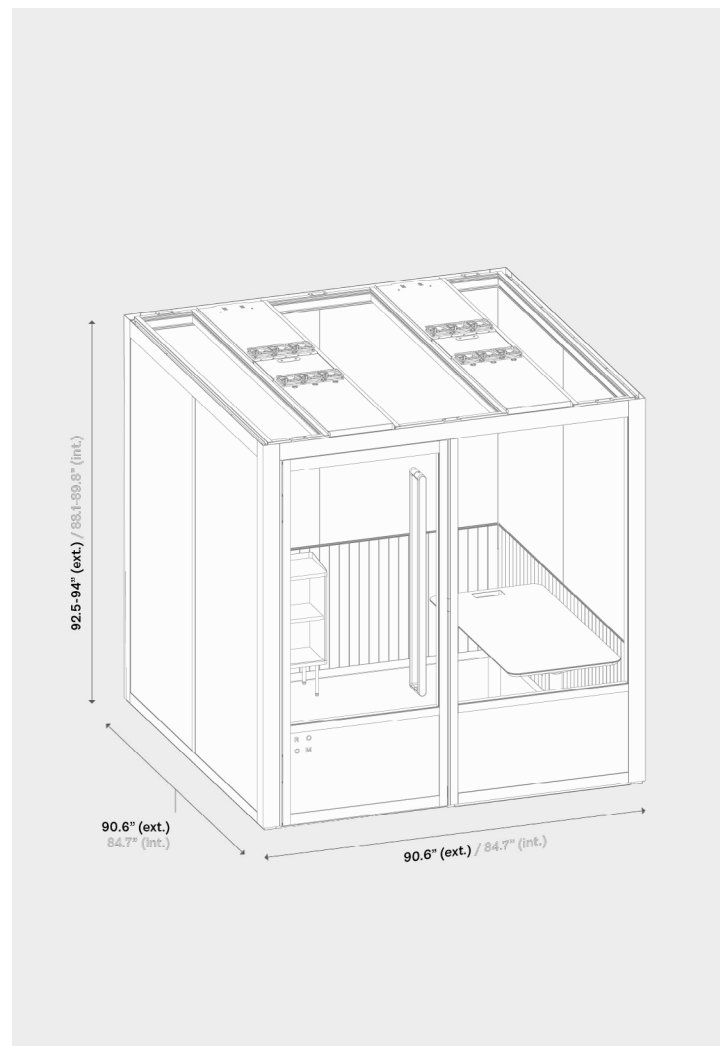 92.5-94" (ext.) / 88.1-89.8" (int.)
R O
O M
90.6" (ext.)
84.7" (int.)
90.6" (ext.) / 84.7" (int.)